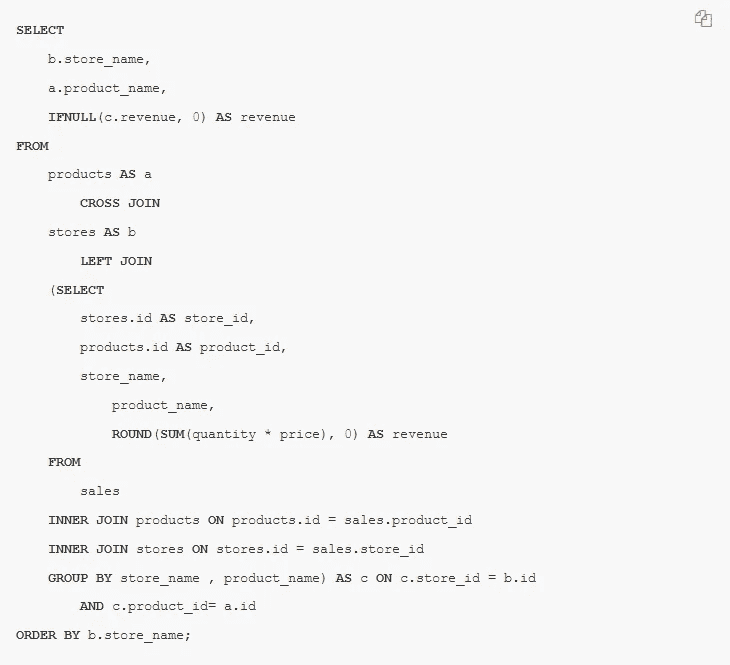 SELECT
    b.store_name,
    a.product_name,
    IFNULL(c.revenue, 0) AS revenue
FROM
    products AS a
        CROSS JOIN
    stores AS b
        LEFT JOIN
    (SELECT
        stores.id AS store_id,
        products.id AS product_id,
        store_name,
            product_name,
            ROUND(SUM(quantity * price), 0) AS revenue
    FROM
        sales
    INNER JOIN products ON products.id = sales.product_id
    INNER JOIN stores ON stores.id = sales.store_id
    GROUP BY store_name , product_name) AS c ON c.store_id = b.id
        AND c.product_id= a.id
ORDER BY b.store_name;